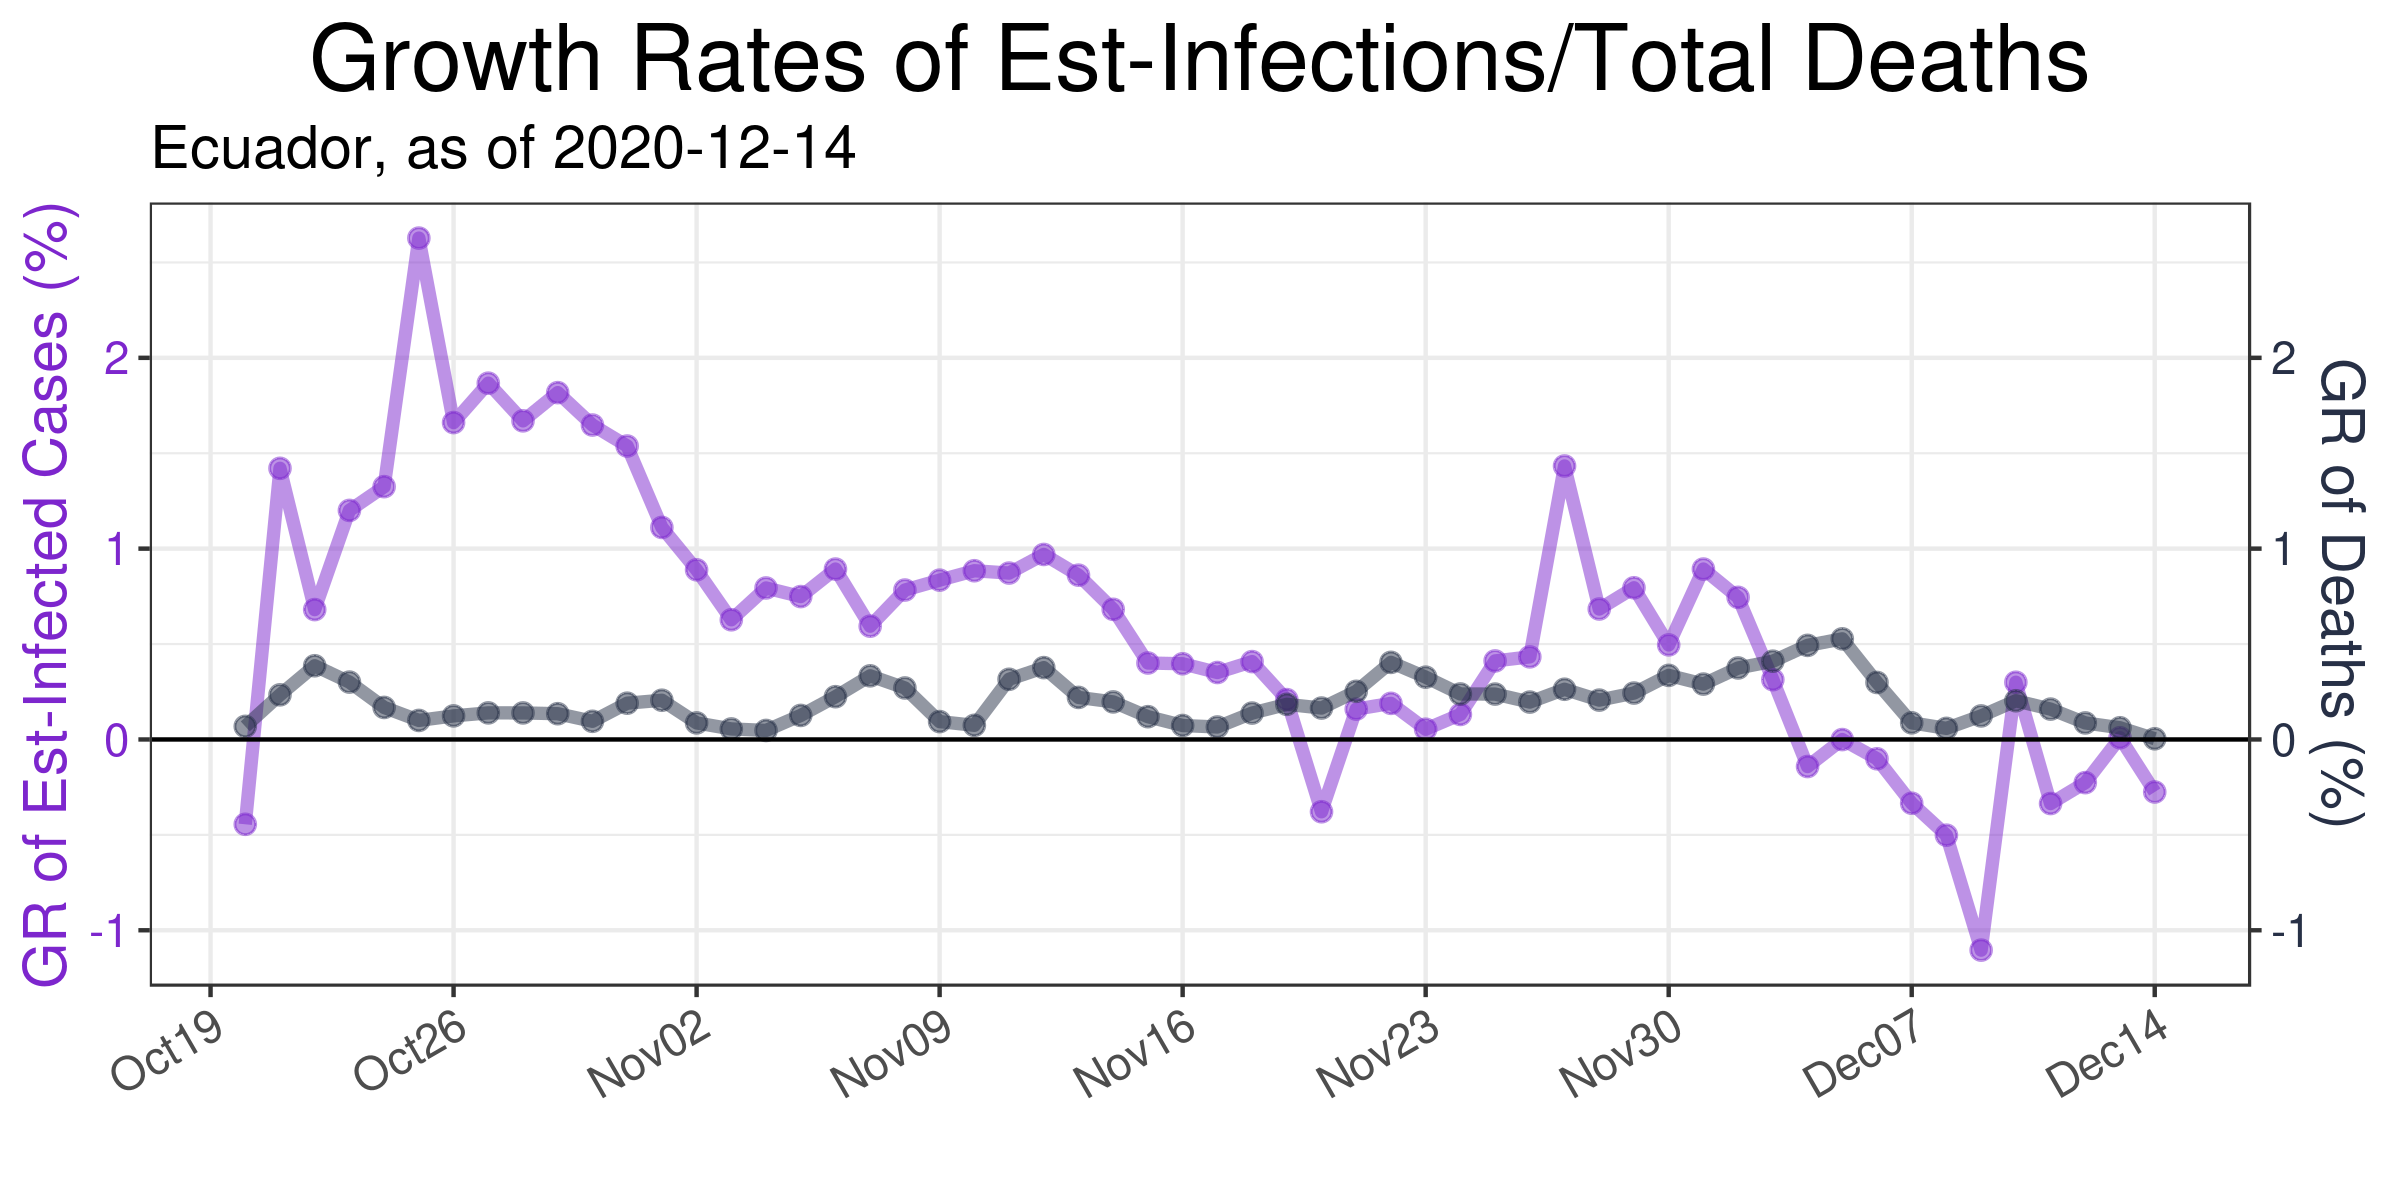 Growth Rates of Est-Infections/Total Deaths
Ecuador, as of 2020-12-14
GR of Est-Infected Cases (%)
2
1
0
-1
2
1
0
-1
GR of Deaths (%)
Oct19
Oct26
Nov02
Nov09
Nov16
Nov23
Nov30
Dec07
Dec14